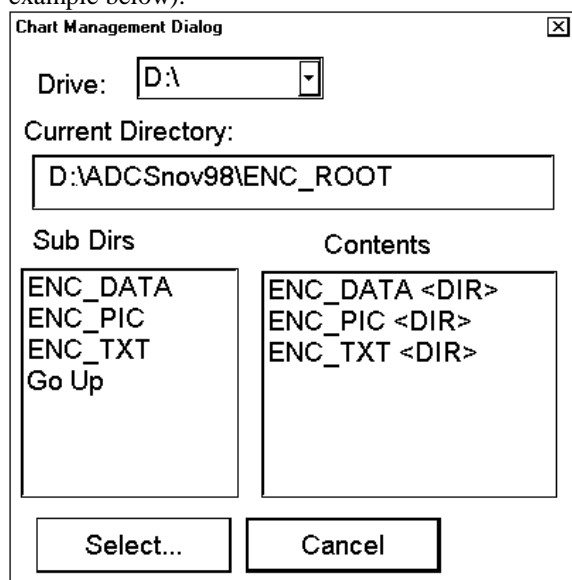 example below).
Chart Management Dialog
Drive: D:\
Current Directory:
D:\ADCSnov98\ENC_ROOT
Sub Dirs
ENC_DATA
ENC_PIC
ENC_TXT
Go Up
Contents
ENC_DATA <DIR>
ENC_PIC <DIR>
ENC_TXT <DIR>
Select... Cancel